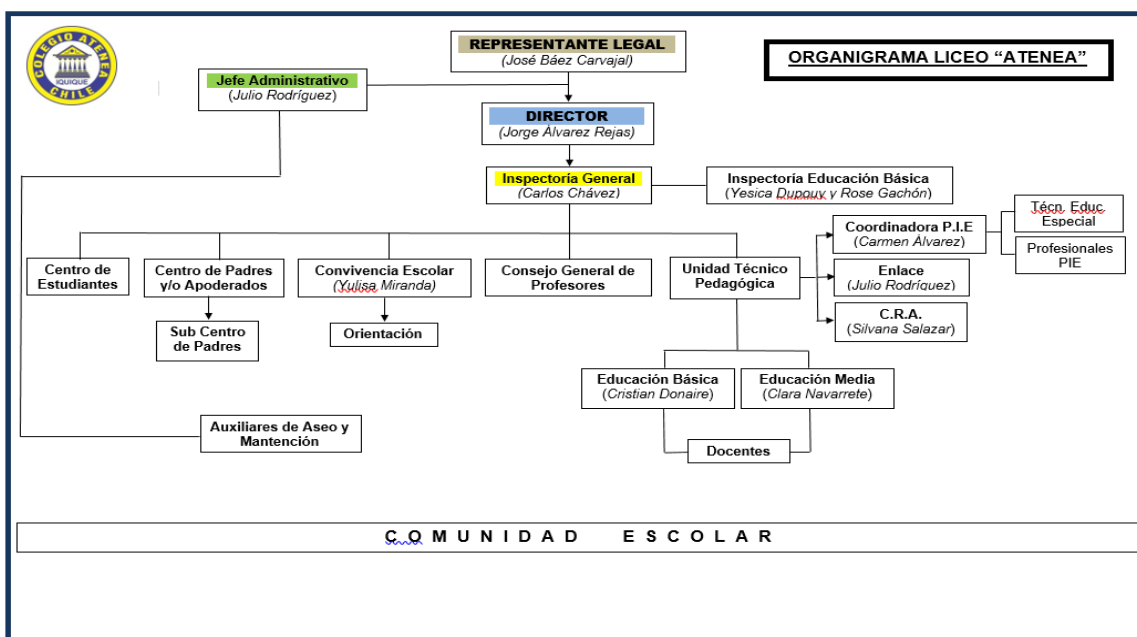 COLEGIO ATENEA
IQUIQUE
CHILE
REPRESENTANTE LEGAL
(José Báez Carvajal)
ORGANIGRAMA LICEO “ATENEA”
Jefe Administrativo
(Julio Rodríguez)
DIRECTOR
(Jorge Álvarez Rejas)
Inspectoría General
(Carlos Chávez)
Inspectoría Educación Básica
(Yesica Dupouy y Rose Gachón)
Coordinadora P.I.E
(Carmen Álvarez)
Técn. Educ.
Especial
Profesionales
PIE
Centro de
Estudiantes
Centro de Padres
y/o Apoderados
Convivencia Escolar
(Yulisa Miranda)
Consejo General de
Profesores
Unidad Técnico
Pedagógica
Enlace
(Julio Rodríguez)
C.R.A.
(Silvana Salazar)
Sub Centro
de Padres
Orientación
Educación Básica
(Cristian Donaire)
Educación Media
(Clara Navarrete)
Auxiliares de Aseo y
Mantención
Docentes
COMUNIDAD ESCOLAR